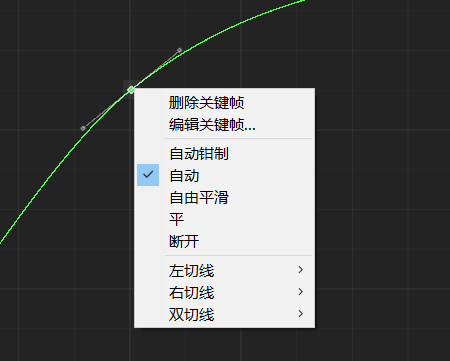 删除关键帧
编辑关键帧...
自动钳制
自动
自由平滑
平
断开
左切线
右切线
双切线